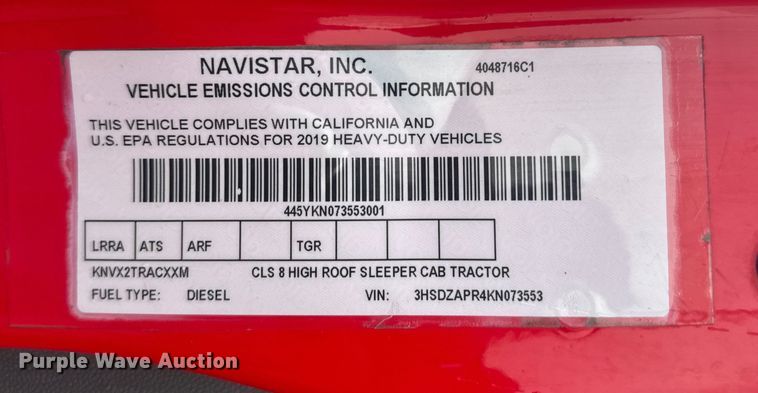 NAVISTAR, INC. 4048716C1
VEHICLE EMISSIONS CONTROL INFORMATION
THIS VEHICLE COMPLIES WITH CALIFORNIA AND
U.S. EPA REGULATIONS FOR 2019 HEAVY-DUTY VEHICLES
445YKN073553001
LRRA ATS ARF TGR
KNVX2TRACXXM CLS 8 HIGH ROOF SLEEPER CAB TRACTOR
FUEL TYPE: DIESEL VIN: 3HSDZAPR4KN073553
Purple Wave Auction